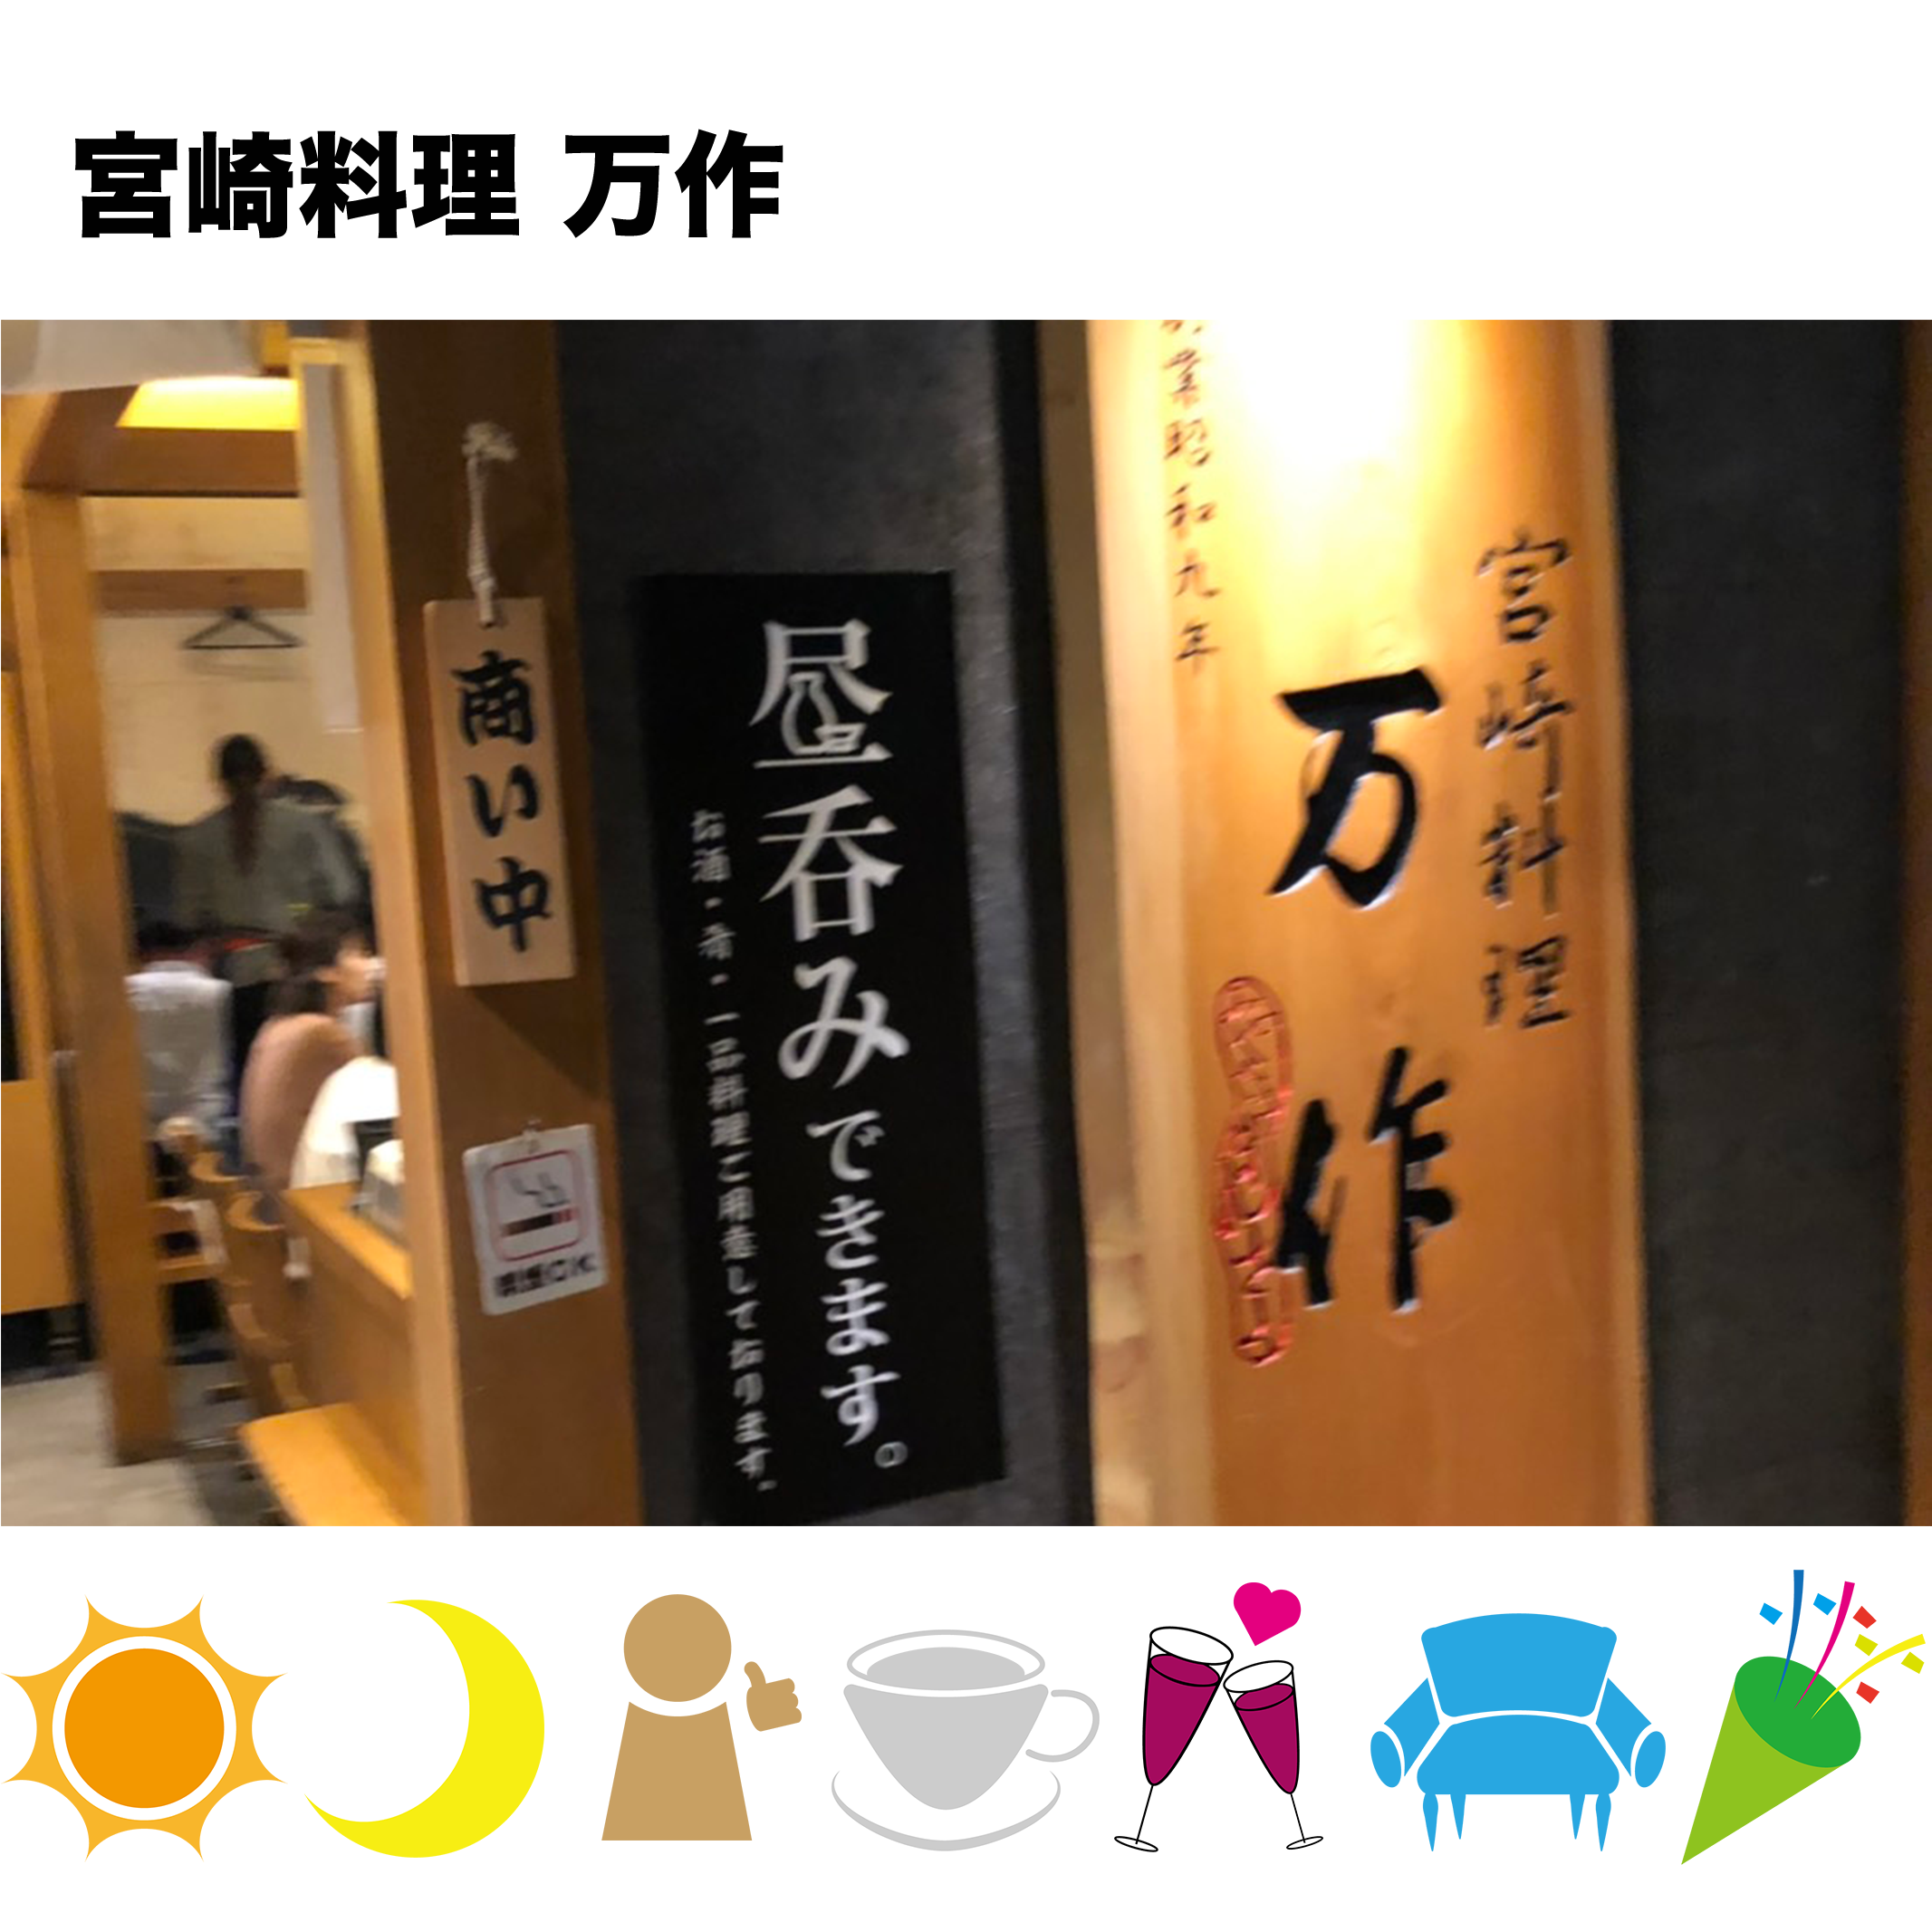 宮崎料理 万作
商い中
昼呑みできます。
お酒・肴・一品料理ご用意しております。
喫煙OK
宮崎料理
万作
業昭和九年